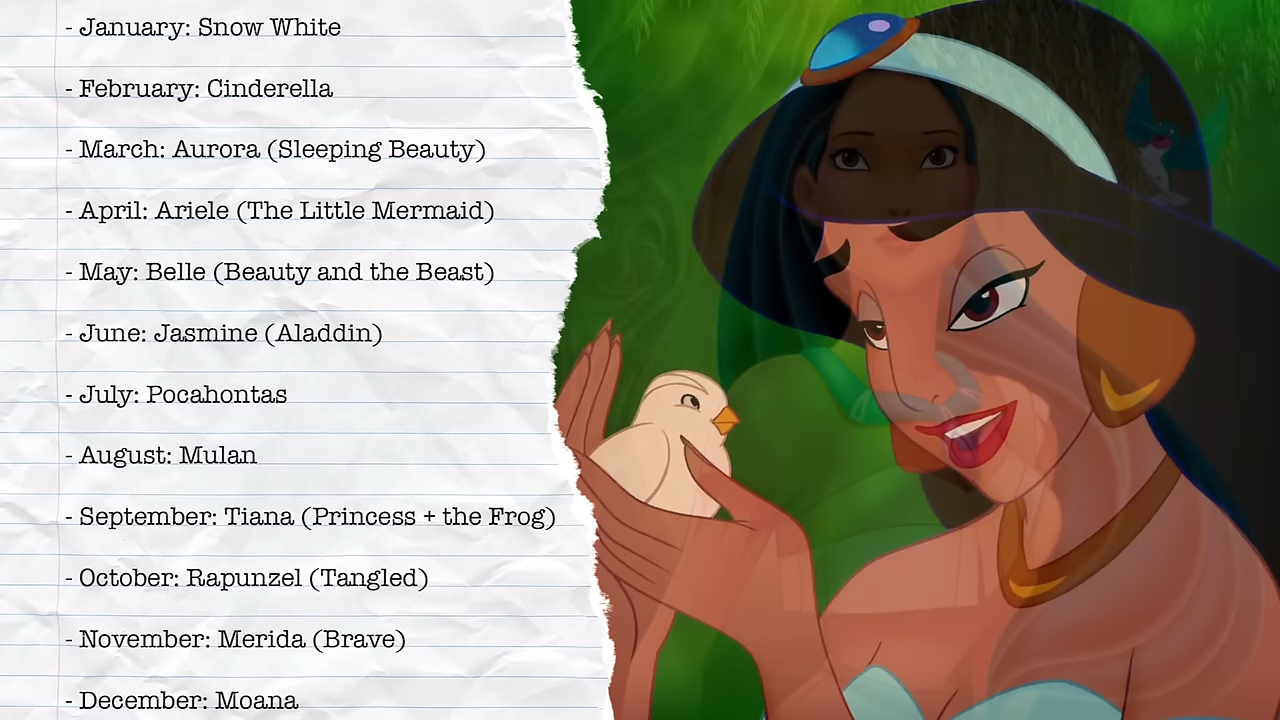 - January: Snow White
- February: Cinderella
- March: Aurora (Sleeping Beauty)
- April: Ariele (The Little Mermaid)
- May: Belle (Beauty and the Beast)
- June: Jasmine (Aladdin)
- July: Pocahontas
- August: Mulan
- September: Tiana (Princess + the Frog)
- October: Rapunzel (Tangled)
- November: Merida (Brave)
- December: Moana